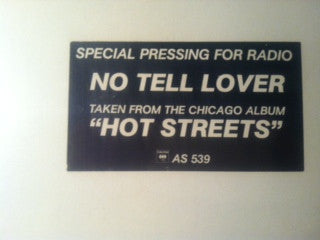 SPECIAL PRESSING FOR RADIO
NO TELL LOVER
TAKEN FROM THE CHICAGO ALBUM
"HOT STREETS"
AS 539